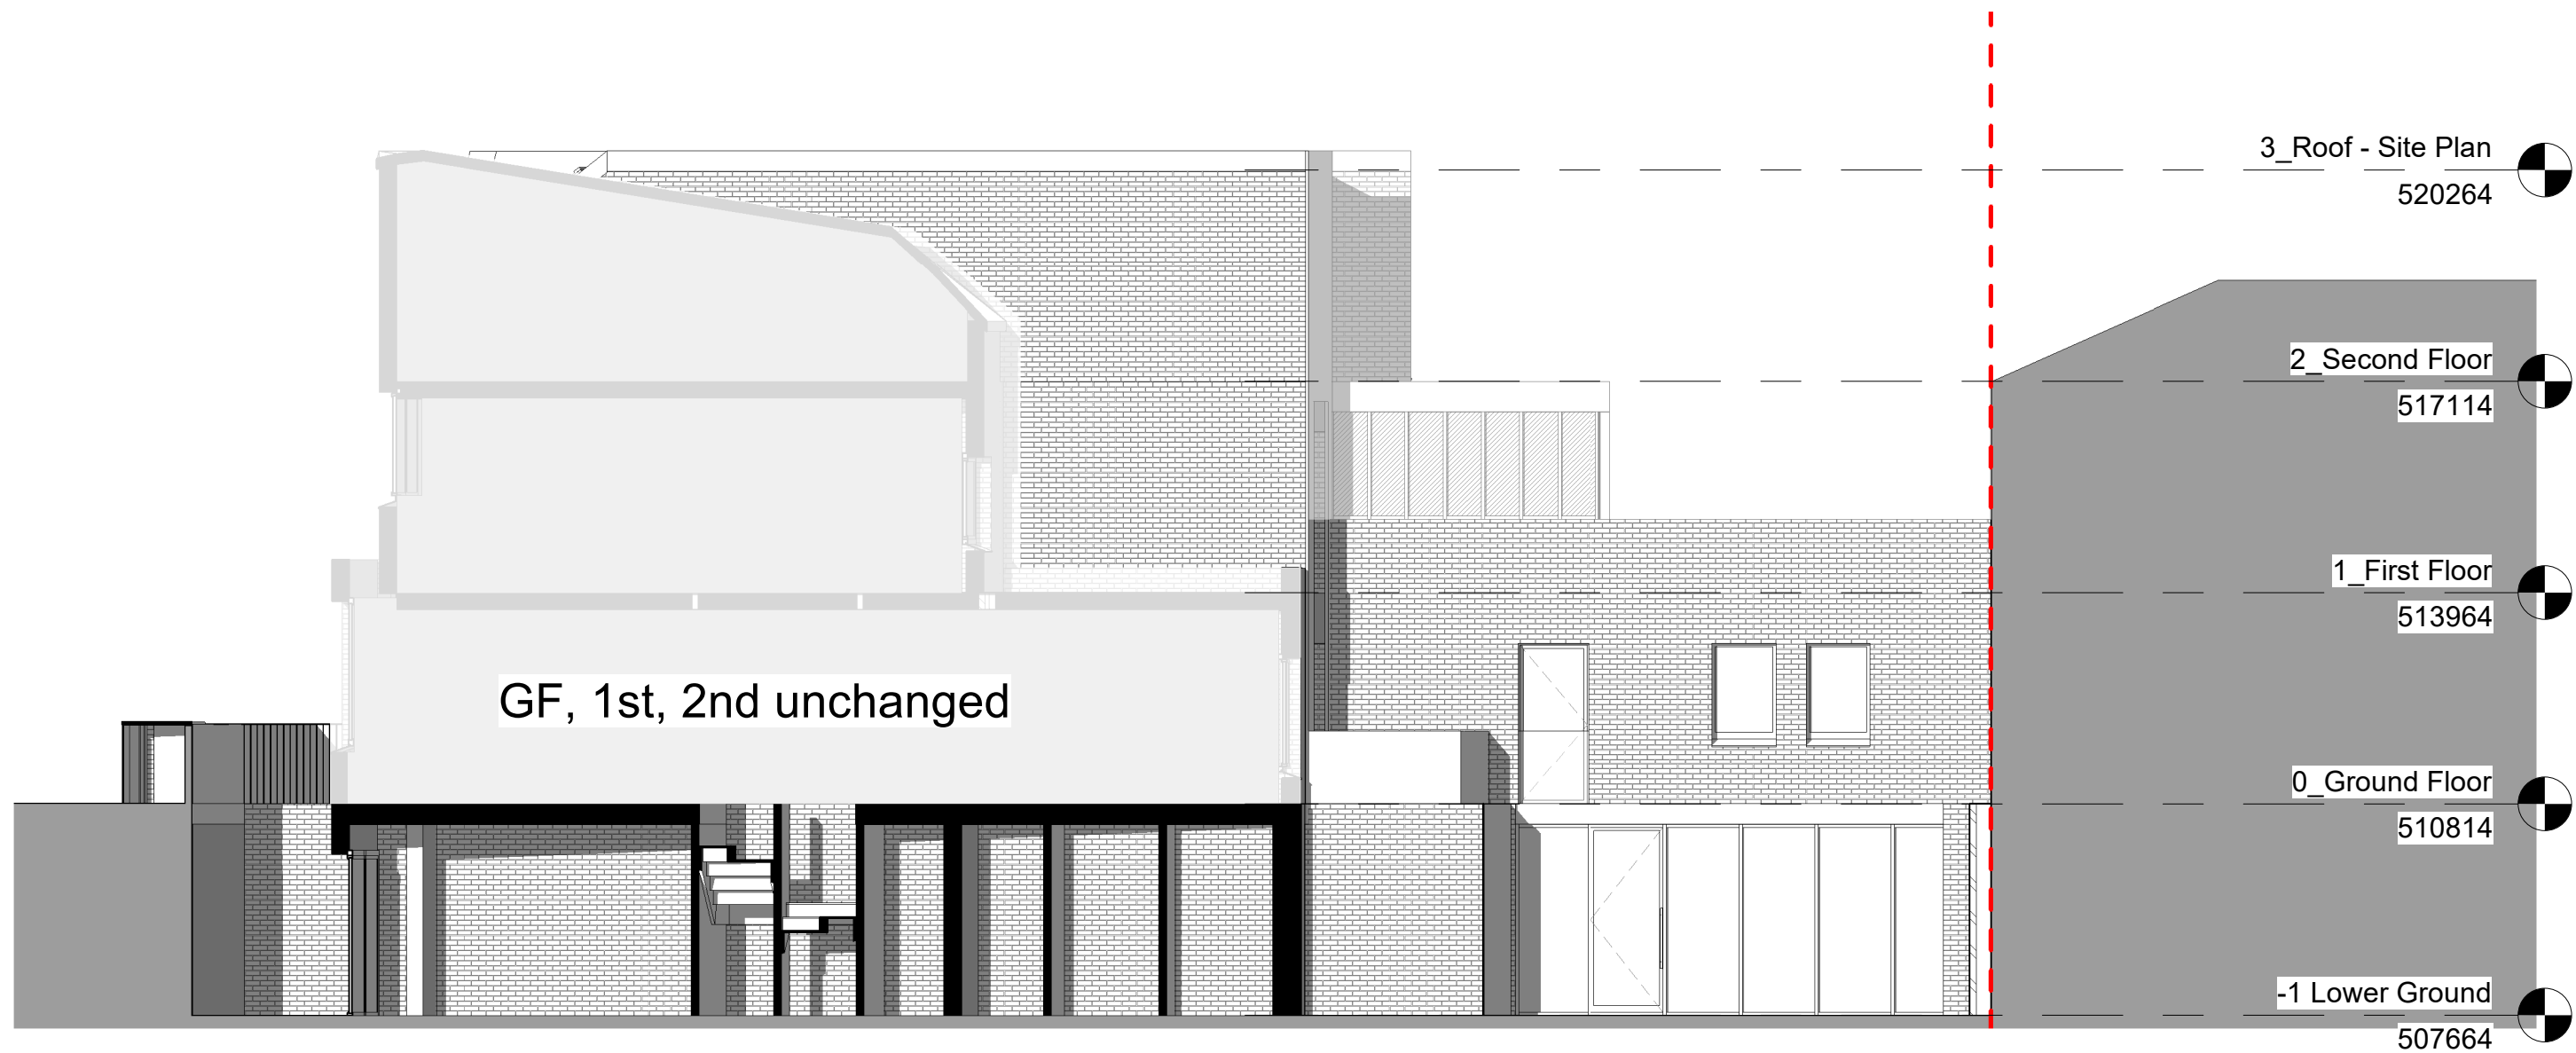 3_Roof - Site Plan
520264
2_Second Floor
517114
1_First Floor
513964
GF, 1st, 2nd unchanged
0_Ground Floor
510814
-1 Lower Ground
507664